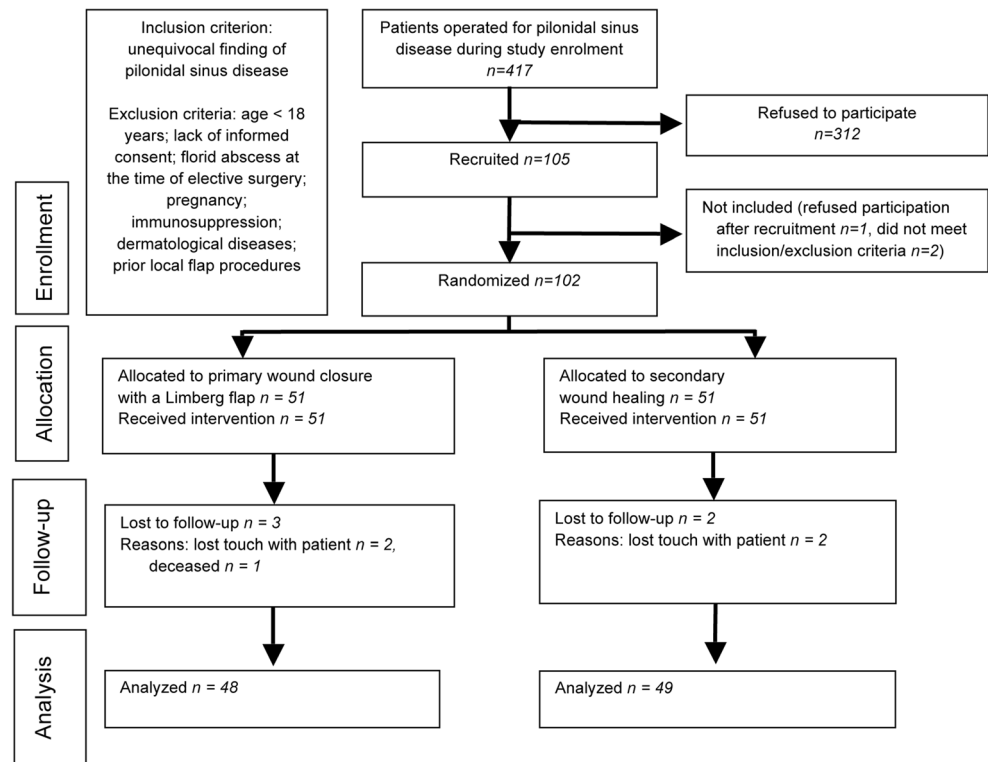 Inclusion criterion:
unequivocal finding of
pilonidal sinus disease
Exclusion criteria: age < 18
years; lack of informed
consent; florid abscess at
the time of elective surgery;
pregnancy;
immunosuppression;
dermatological diseases;
prior local flap procedures
Patients operated for pilonidal sinus
disease during study enrolment
n=417
Refused to participate
n=312
Recruited n=105
Not included (refused participation
after recruitment n=1, did not meet
inclusion/exclusion criteria n=2)
Randomized n=102
Enrollment
Allocation
Allocated to primary wound closure
with a Limberg flap n = 51
Received intervention n = 51
Allocated to secondary
wound healing n = 51
Received intervention n = 51
Follow-up
Lost to follow-up n = 3
Reasons: lost touch with patient n = 2,
deceased n = 1
Lost to follow-up n = 2
Reasons: lost touch with patient n = 2
Analysis
Analyzed n = 48
Analyzed n = 49